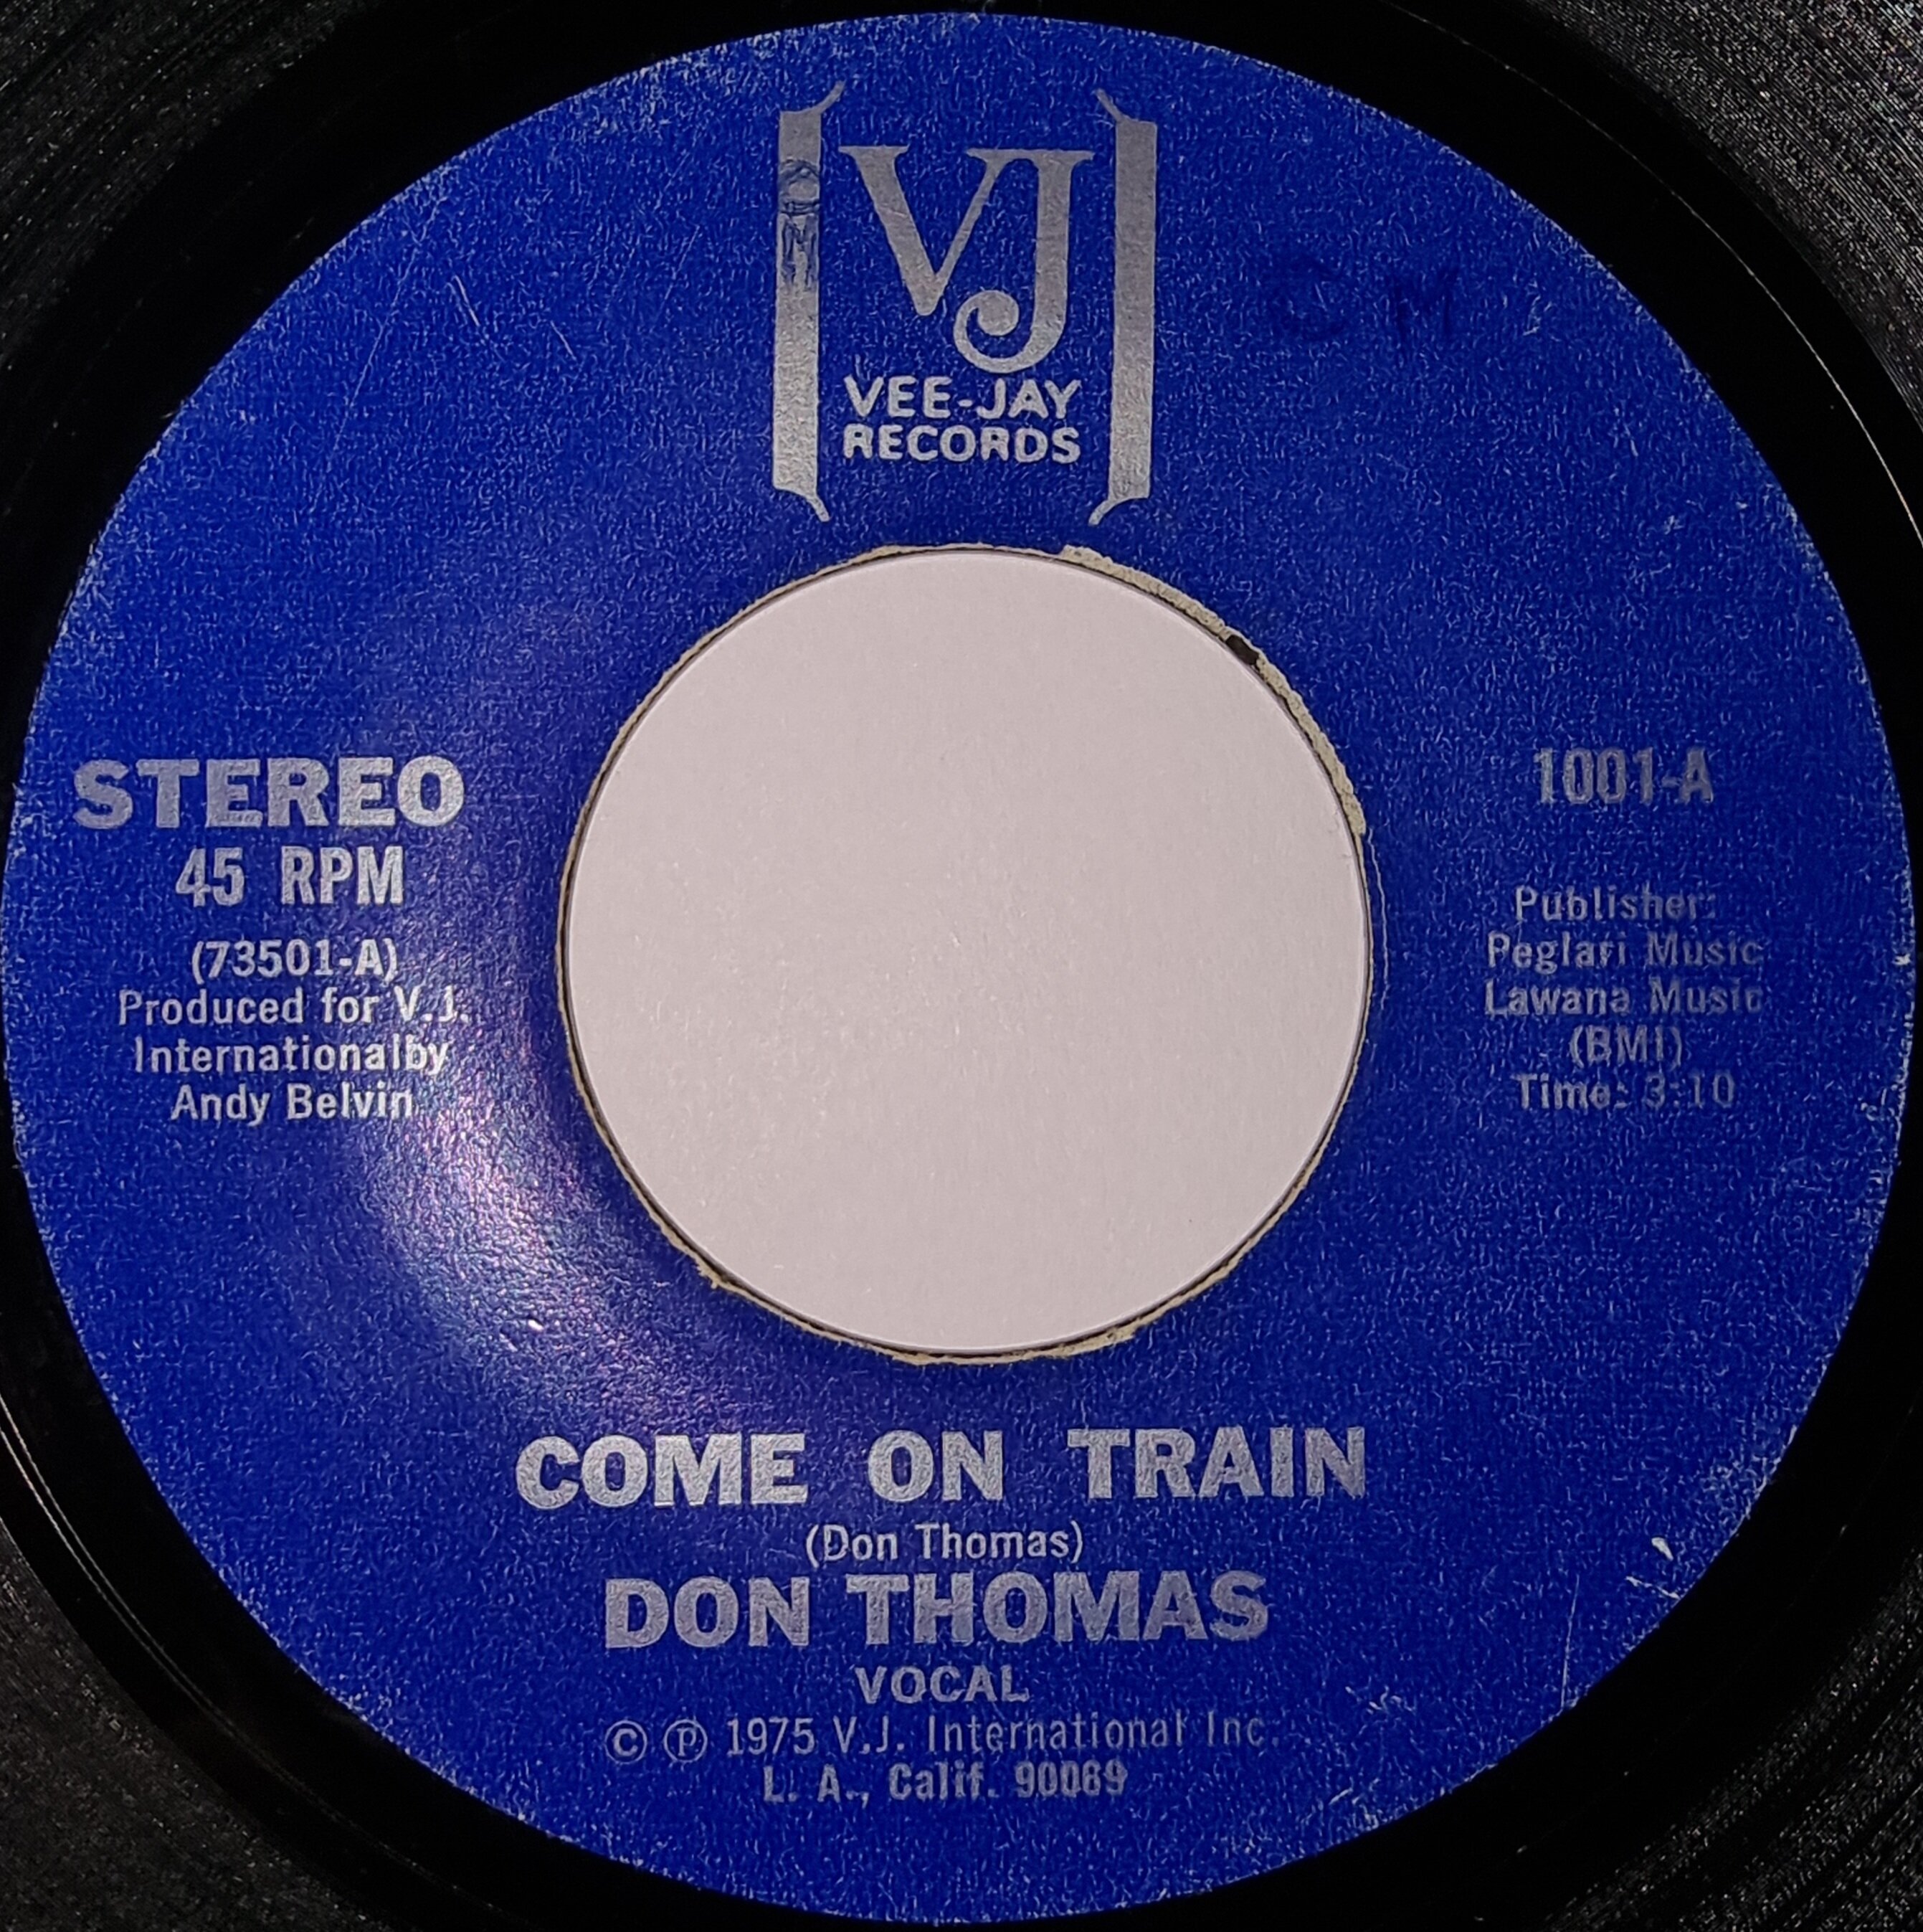 VJ
VEE-JAY
RECORDS
STEREO
45 RPM
(73501-A)
Produced for V.J.
Internationalby
Andy Belvin
1001-A
Publisher:
Peglari Music
Lawana Music
(BMI)
Time: 3:10
COME ON TRAIN
(Don Thomas)
DON THOMAS
VOCAL
© ℗ 1975 V.J. International Inc.
L. A., Calif. 90069